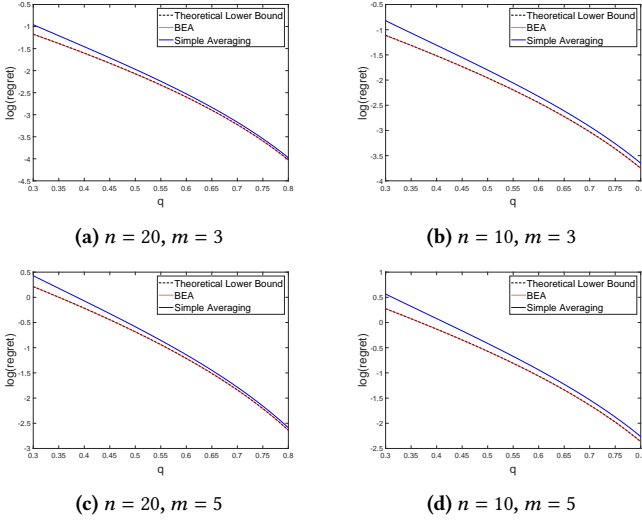 -0.5
-1
-1.5
-2
-2.5
-3
-3.5
-4
-4.5
log(regret)
Theoretical Lower Bound
BEA
Simple Averaging
0.3 0.35 0.4 0.45 0.5 0.55 0.6 0.65 0.7 0.75 0.8
q
(a) n = 20, m = 3
-0.5
-1
-1.5
-2
-2.5
-3
-3.5
-4
log(regret)
Theoretical Lower Bound
BEA
Simple Averaging
0.3 0.35 0.4 0.45 0.5 0.55 0.6 0.65 0.7 0.75
q
(b) n = 10, m = 3
0.5
0
-0.5
-1
-1.5
-2
-2.5
-3
log(regret)
Theoretical Lower Bound
BEA
Simple Averaging
0.3 0.35 0.4 0.45 0.5 0.55 0.6 0.65 0.7 0.75 0.8
q
(c) n = 20, m = 5
1
0.5
0
-0.5
-1
-1.5
-2
-2.5
log(regret)
Theoretical Lower Bound
BEA
Simple Averaging
0.3 0.35 0.4 0.45 0.5 0.55 0.6 0.65 0.7 0.75
q
(d) n = 10, m = 5